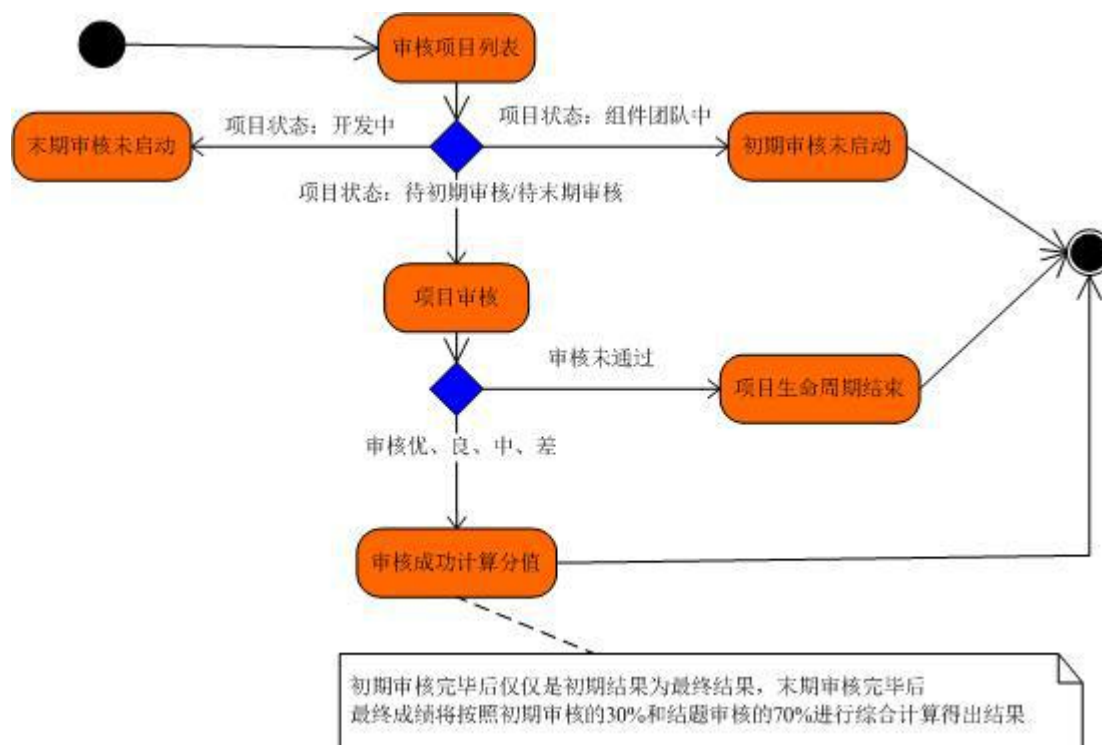 审核项目列表
项目状态：开发中
项目状态：组件团队中
末期审核未启动
初期审核未启动
项目状态：待初期审核/待末期审核
项目审核
审核未通过
项目生命周期结束
审核优、良、中、差
审核成功计算分值
初期审核完毕后仅仅是初期结果为最终结果，末期审核完毕后
最终成绩将按照初期审核的30%和结题审核的70%进行综合计算得出结果